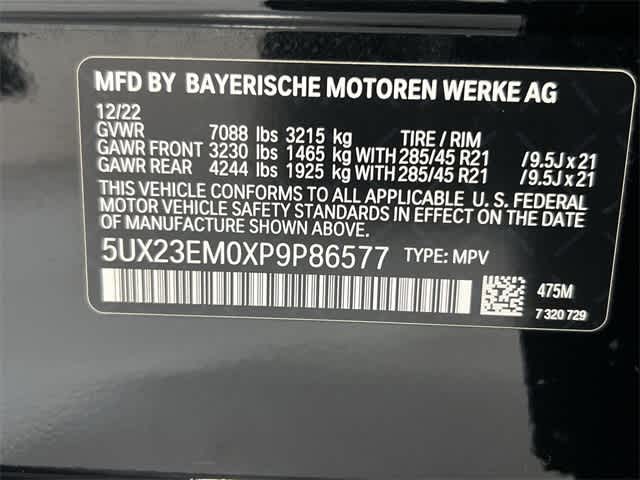 MFD BY BAYERISCHE MOTOREN WERKE AG
12/22
GVWR 7088 lbs 3215 kg TIRE / RIM
GAWR FRONT 3230 lbs 1465 kg WITH 285/45 R21 /9.5J x 21
GAWR REAR 4244 lbs 1925 kg WITH 285/45 R21 /9.5J x 21
THIS VEHICLE CONFORMS TO ALL APPLICABLE U. S. FEDERAL
MOTOR VEHICLE SAFETY STANDARDS IN EFFECT ON THE DATE
OF MANUFACTURE SHOWN ABOVE.
5UX23EM0XP9P86577 TYPE: MPV
475M
7 320 729